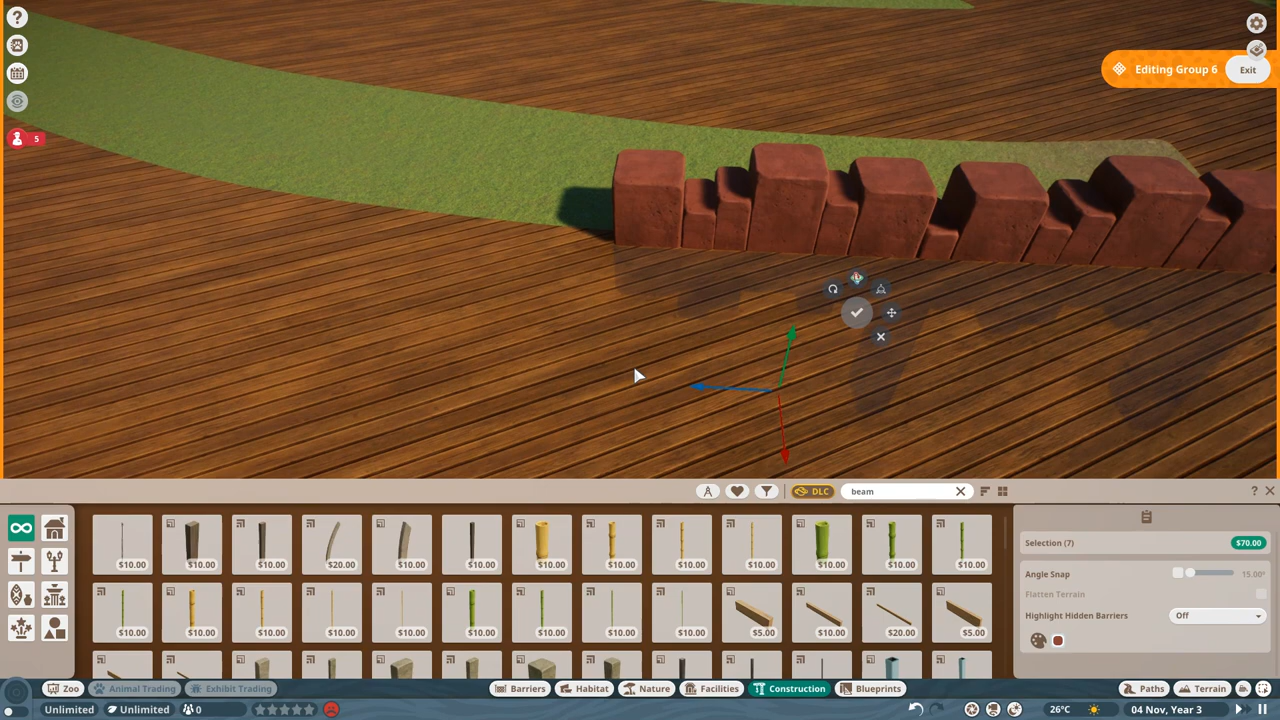 ?
Editing Group 6 Exit
5
DLC beam ?
$10.00 $10.00 $10.00 $20.00 $10.00 $10.00 $10.00 $10.00 $10.00 $10.00 $10.00 $10.00 $10.00
$10.00 $10.00 $10.00 $10.00 $10.00 $10.00 $10.00 $10.00 $10.00 $5.00 $10.00 $20.00 $5.00
Selection (7) $70.00
Angle Snap 15.00°
Flatten Terrain
Highlight Hidden Barriers Off
Zoo Animal Trading Exhibit Trading Barriers Habitat Nature Facilities Construction Blueprints Paths Terrain
Unlimited Unlimited 0 26°C 04 Nov, Year 3